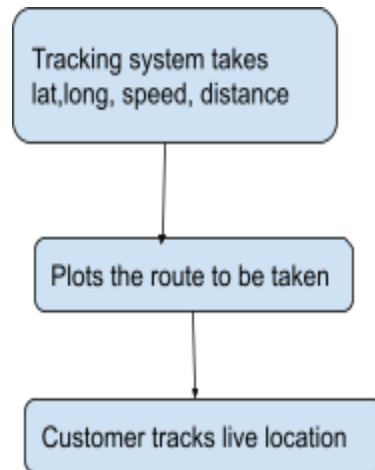 Tracking system takes
lat,long, speed, distance
Plots the route to be taken
Customer tracks live location